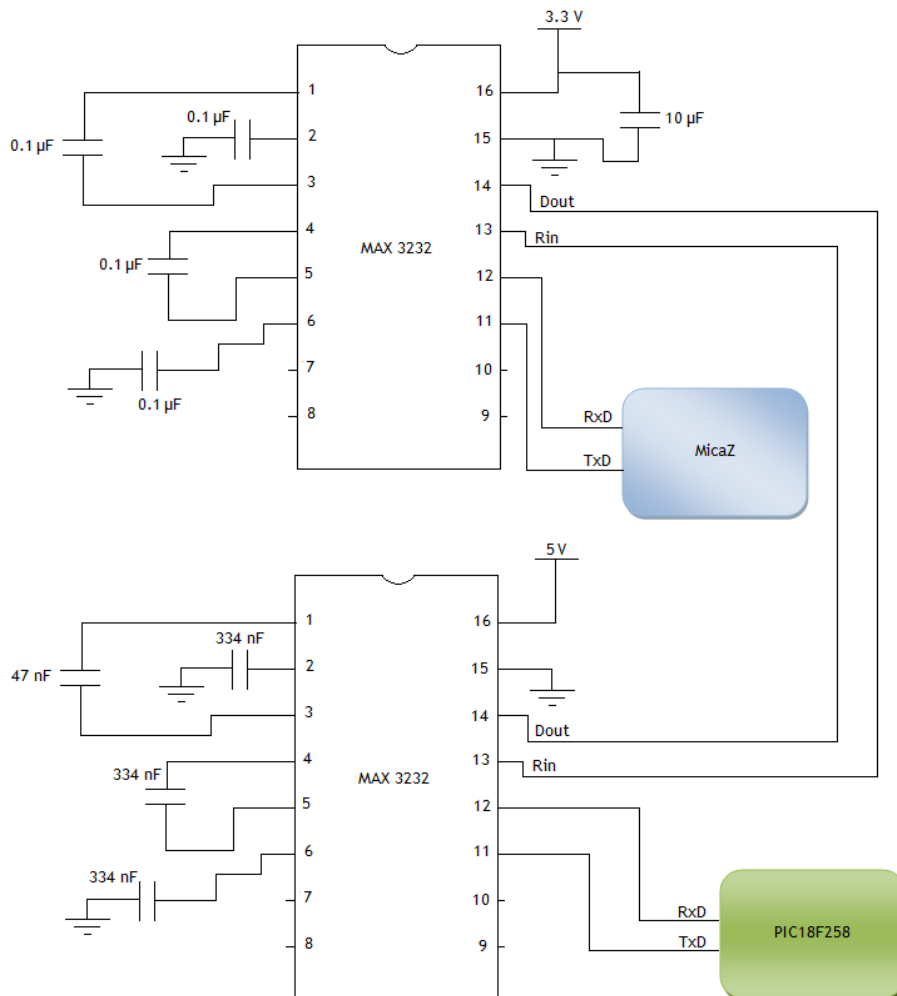 3.3 V
1
16
0.1 µF
10 µF
2
15
0.1 µF
3
14
Dout
4
13
Rin
MAX 3232
0.1 µF
5
12
6
11
7
10
0.1 µF
8
9
RxD
MicaZ
TxD
5 V
1
16
334 nF
2
15
47 nF
3
14
Dout
4
13
Rin
334 nF
MAX 3232
5
12
6
11
334 nF
7
10
RxD
PIC18F258
TxD
8
9